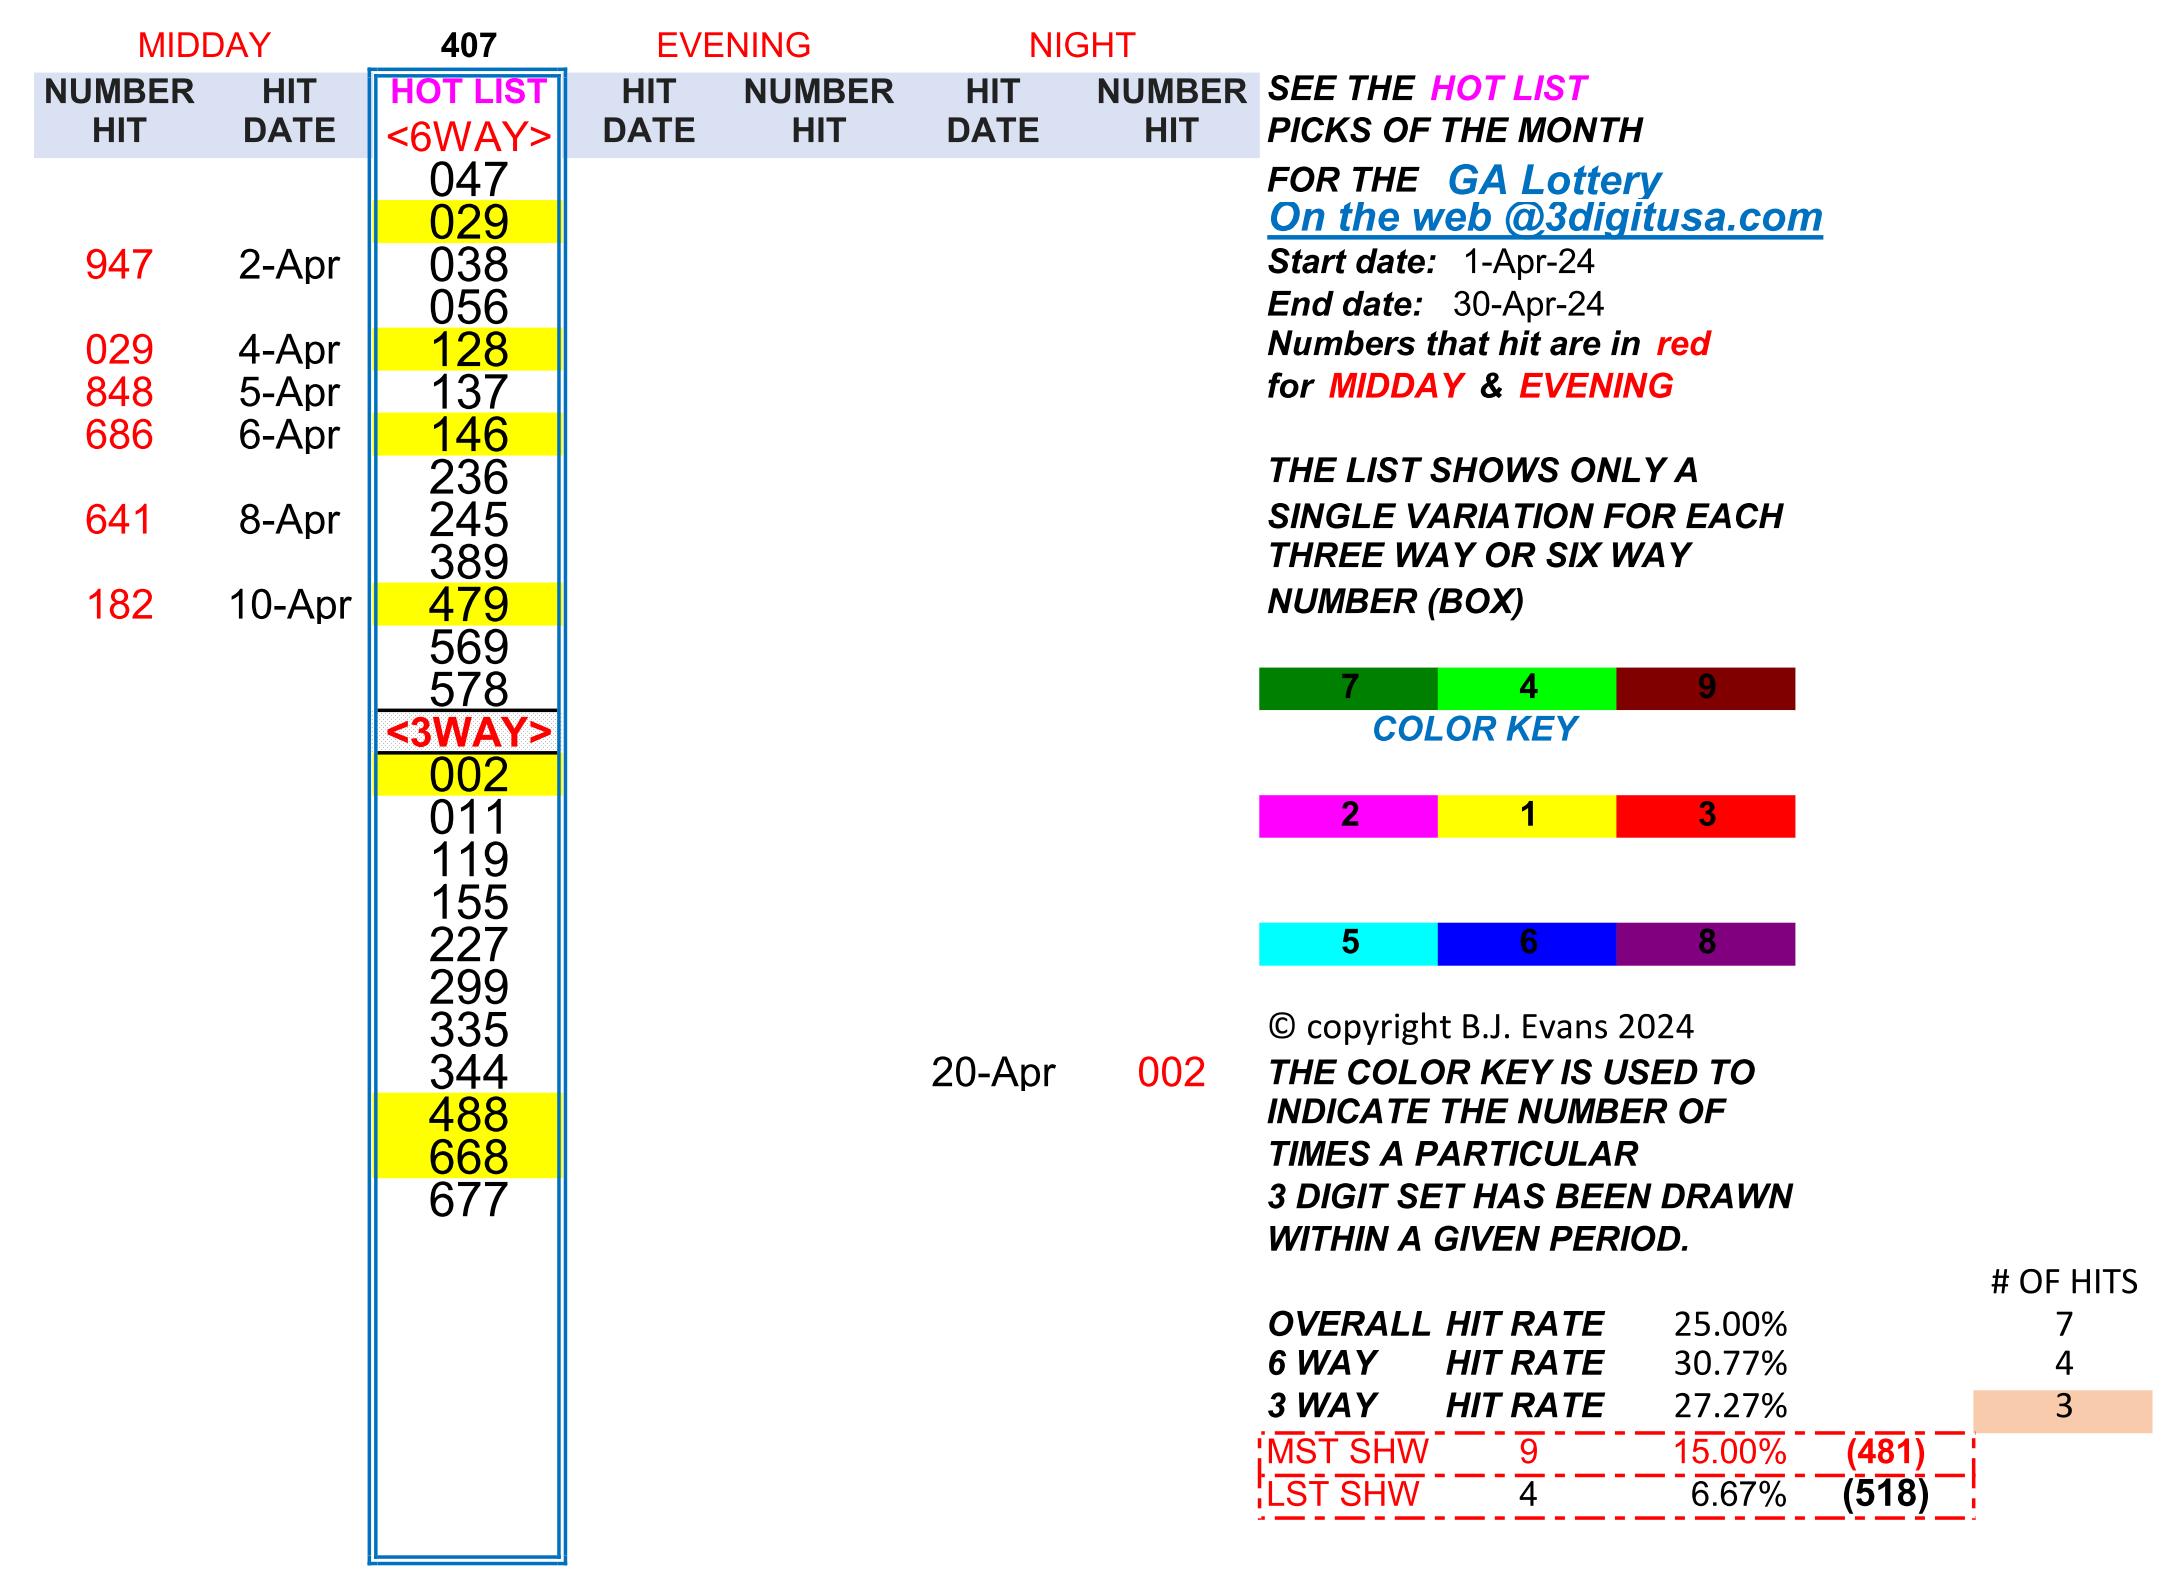 MIDDAY 407 EVENING NIGHT
NUMBER HIT HOT LIST HIT NUMBER HIT NUMBER SEE THE HOT LIST
HIT DATE <6WAY> DATE HIT DATE HIT PICKS OF THE MONTH
047 FOR THE GA Lottery
029 On the web @3digitusa.com
947 2-Apr 038 Start date: 1-Apr-24
056 End date: 30-Apr-24
029 4-Apr 128 Numbers that hit are in red
848 5-Apr 137 for MIDDAY & EVENING
686 6-Apr 146
236 THE LIST SHOWS ONLY A
641 8-Apr 245 SINGLE VARIATION FOR EACH
389 THREE WAY OR SIX WAY
182 10-Apr 479 NUMBER (BOX)
569
578 7 4 9
<3WAY> COLOR KEY
002
011 2 1 3
119
155
227 5 6 8
299
335 © copyright B.J. Evans 2024
344 20-Apr 002 THE COLOR KEY IS USED TO
488 INDICATE THE NUMBER OF
668 TIMES A PARTICULAR
677 3 DIGIT SET HAS BEEN DRAWN
WITHIN A GIVEN PERIOD.
# OF HITS
OVERALL HIT RATE 25.00% 7
6 WAY HIT RATE 30.77% 4
3 WAY HIT RATE 27.27% 3
MST SHW 9 15.00% (481)
LST SHW 4 6.67% (518)